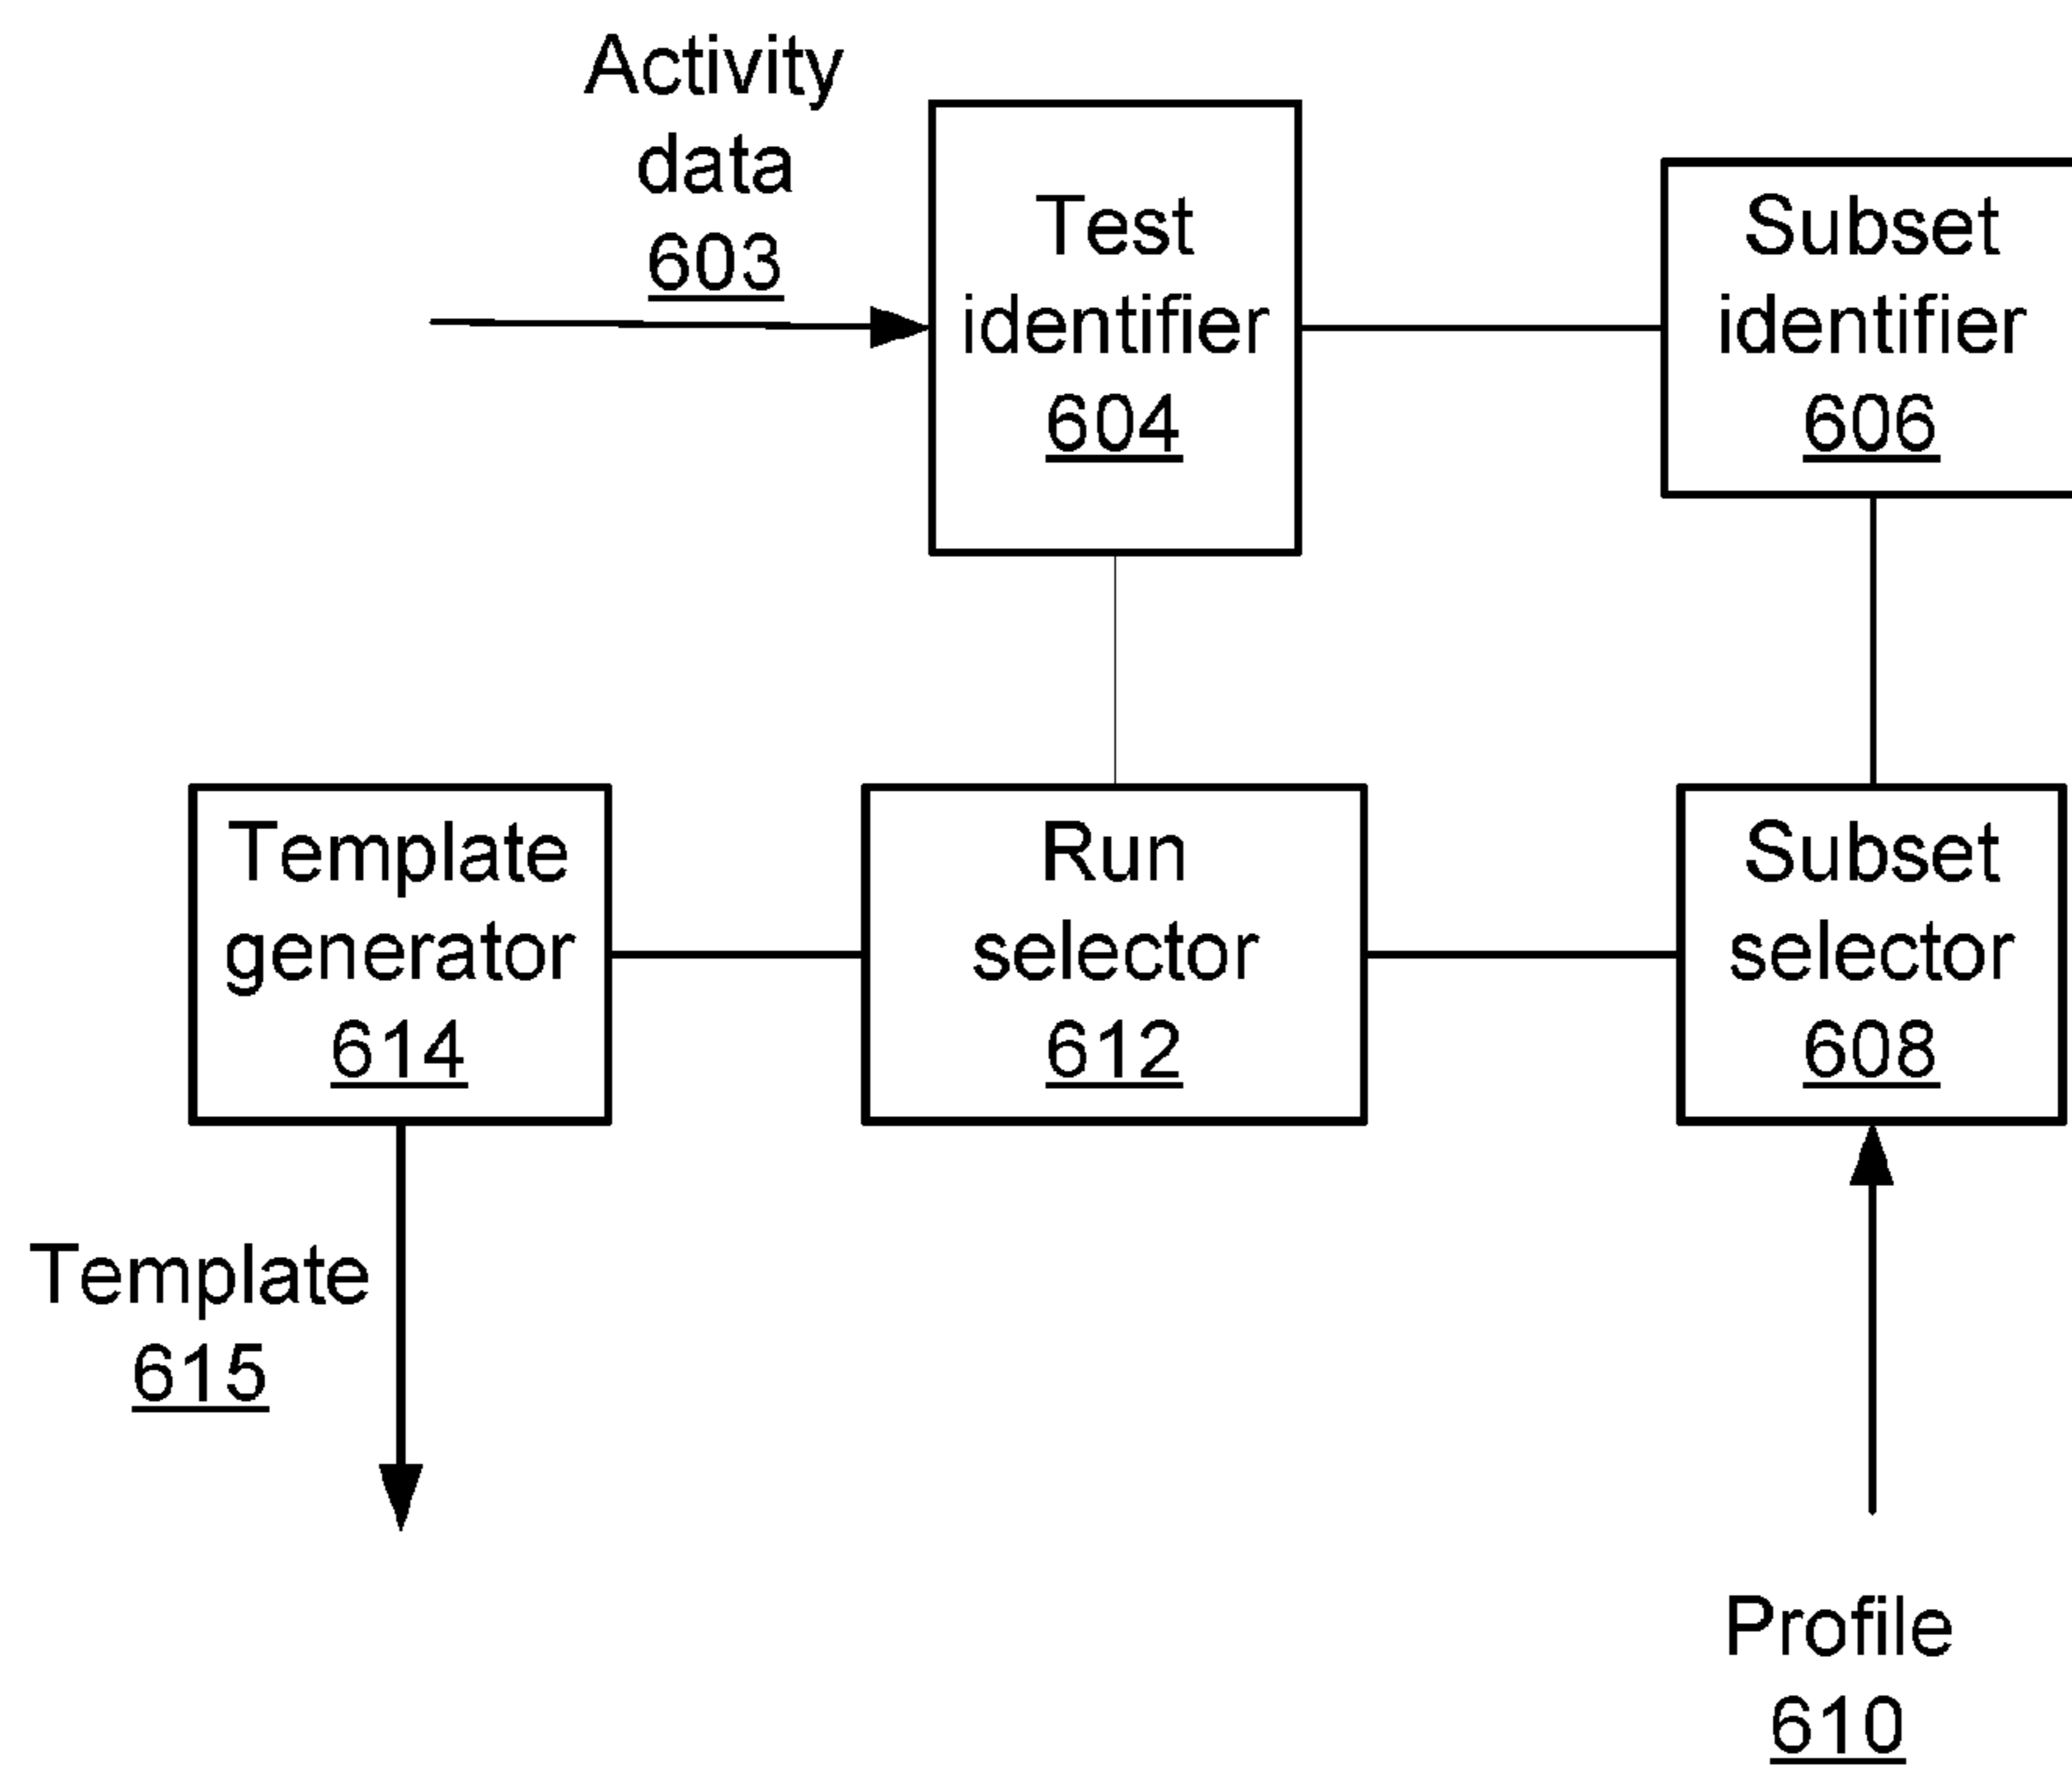 Activity
data
603
Test
identifier
604
Subset
identifier
606
Template
generator
614
Run
selector
612
Subset
selector
608
Template
615
Profile
610